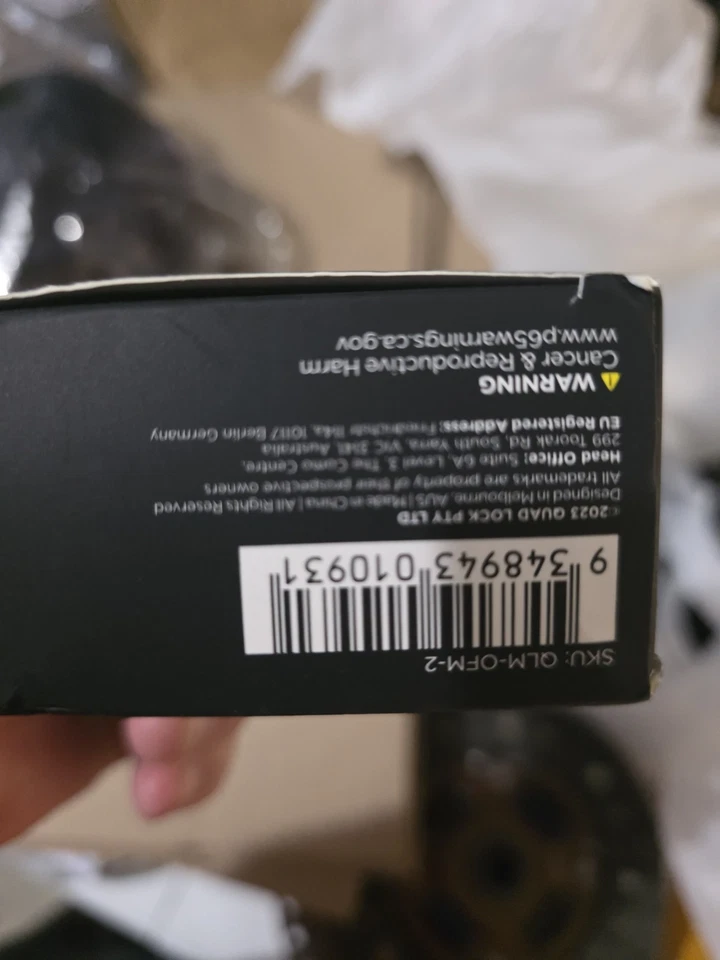 SKU: QLM-OFM-2
9 348943 010931
©2023 QUAD LOCK PTY LTD
Designed in Melbourne, AUS | Made in China | All Rights Reserved
All trademarks are property of their prospective owners
Head Office: Suite 6A, Level 3, The Como Centre,
299 Toorak Rd, South Yarra, VIC 3141, Australia
EU Registered Address: Friedrichstr 114a, 10117 Berlin Germany
⚠ WARNING
Cancer & Reproductive Harm
www.p65warnings.ca.gov